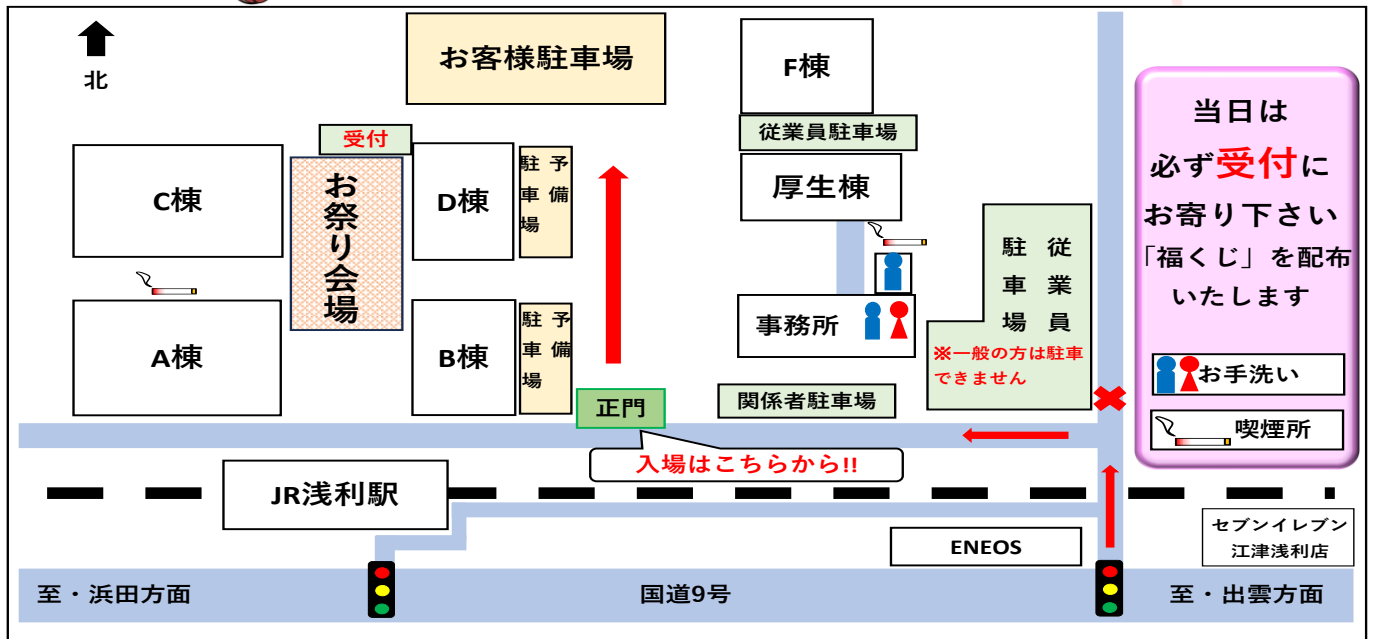 北
お客様駐車場
F棟
従業員駐車場
受付
C棟
お祭り会場
D棟
予備
駐車場
厚生棟
従業員
駐車場
※一般の方は駐車
できません
A棟
B棟
予備
駐車場
事務所
正門
関係者駐車場
入場はこちらから!!
当日は
必ず受付に
お寄り下さい
「福くじ」を配布
いたします
お手洗い
喫煙所
JR浅利駅
ENEOS
セブンイレブン
江津浅利店
至・浜田方面
国道9号
至・出雲方面